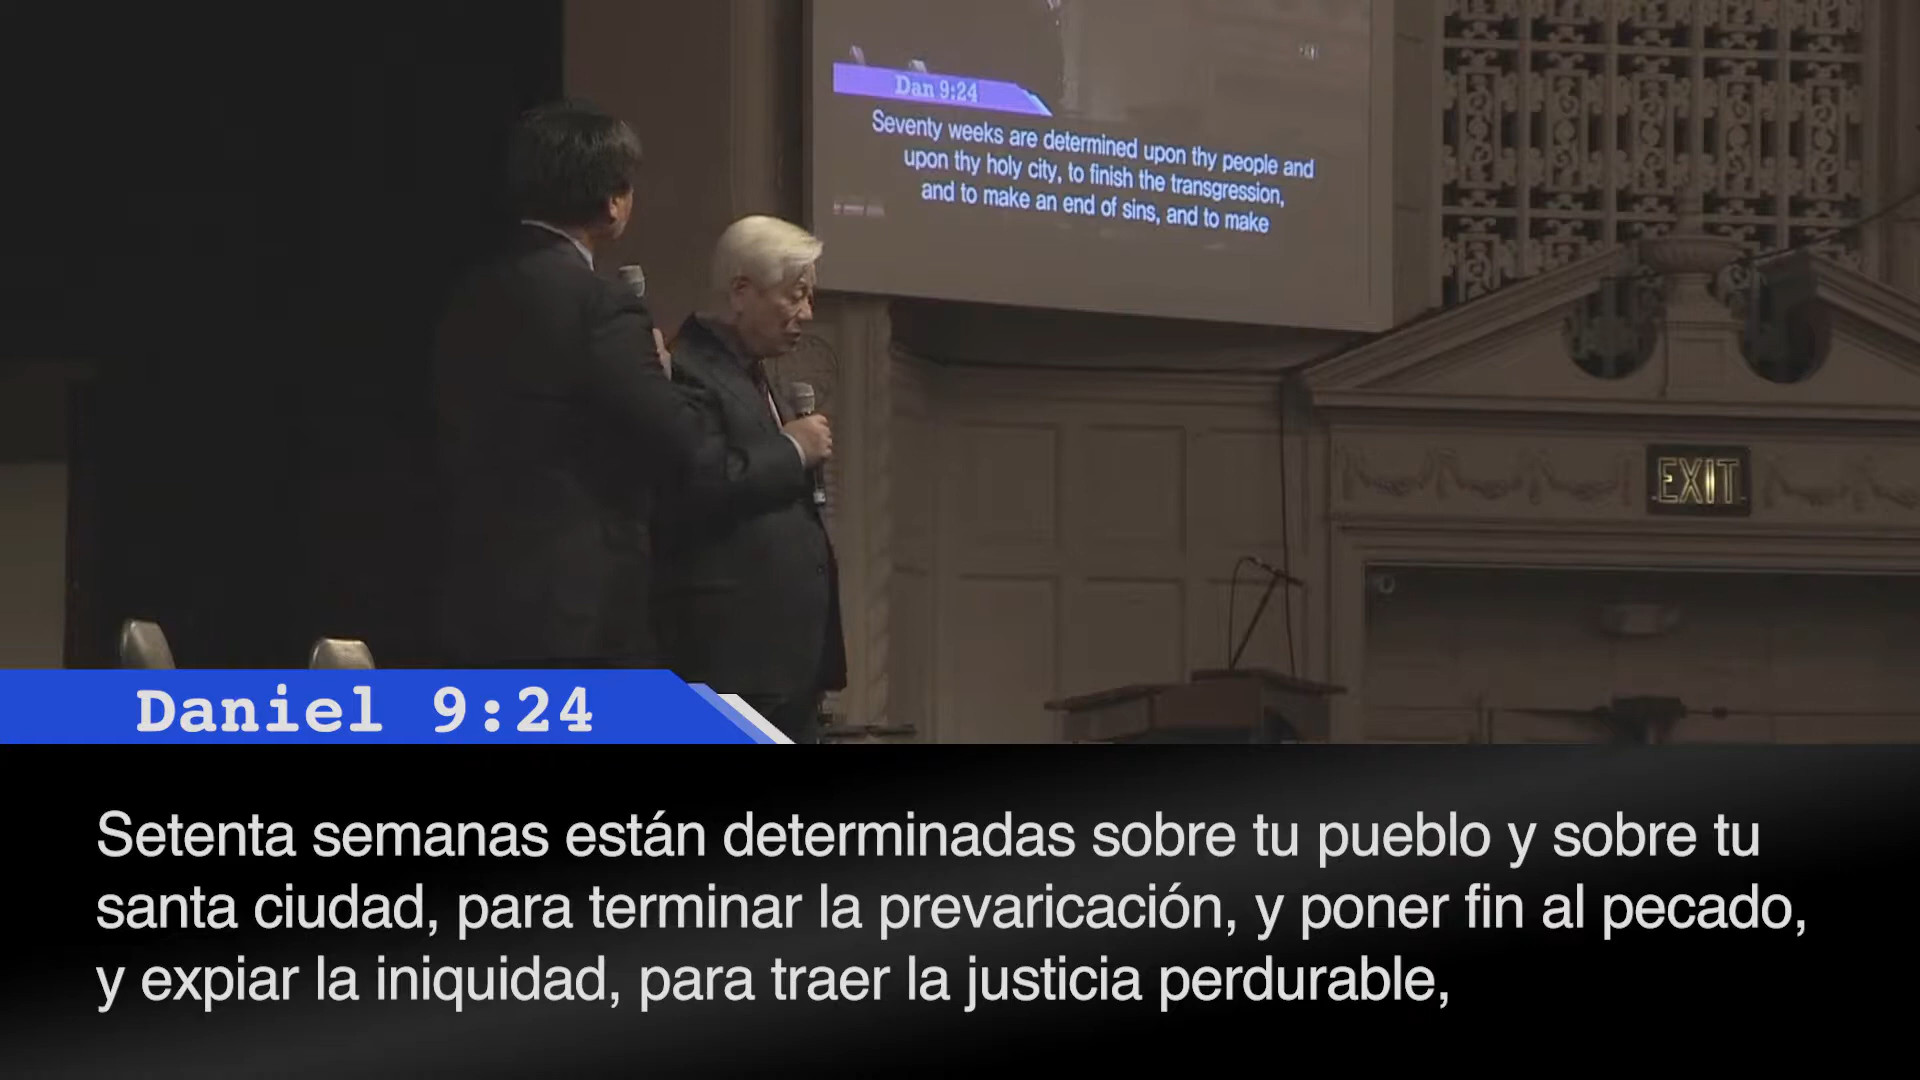 Dan 9:24
Seventy weeks are determined upon thy people and
upon thy holy city, to finish the transgression,
and to make an end of sins, and to make
EXIT
Daniel 9:24
Setenta semanas están determinadas sobre tu pueblo y sobre tu
santa ciudad, para terminar la prevaricación, y poner fin al pecado,
y expiar la iniquidad, para traer la justicia perdurable,